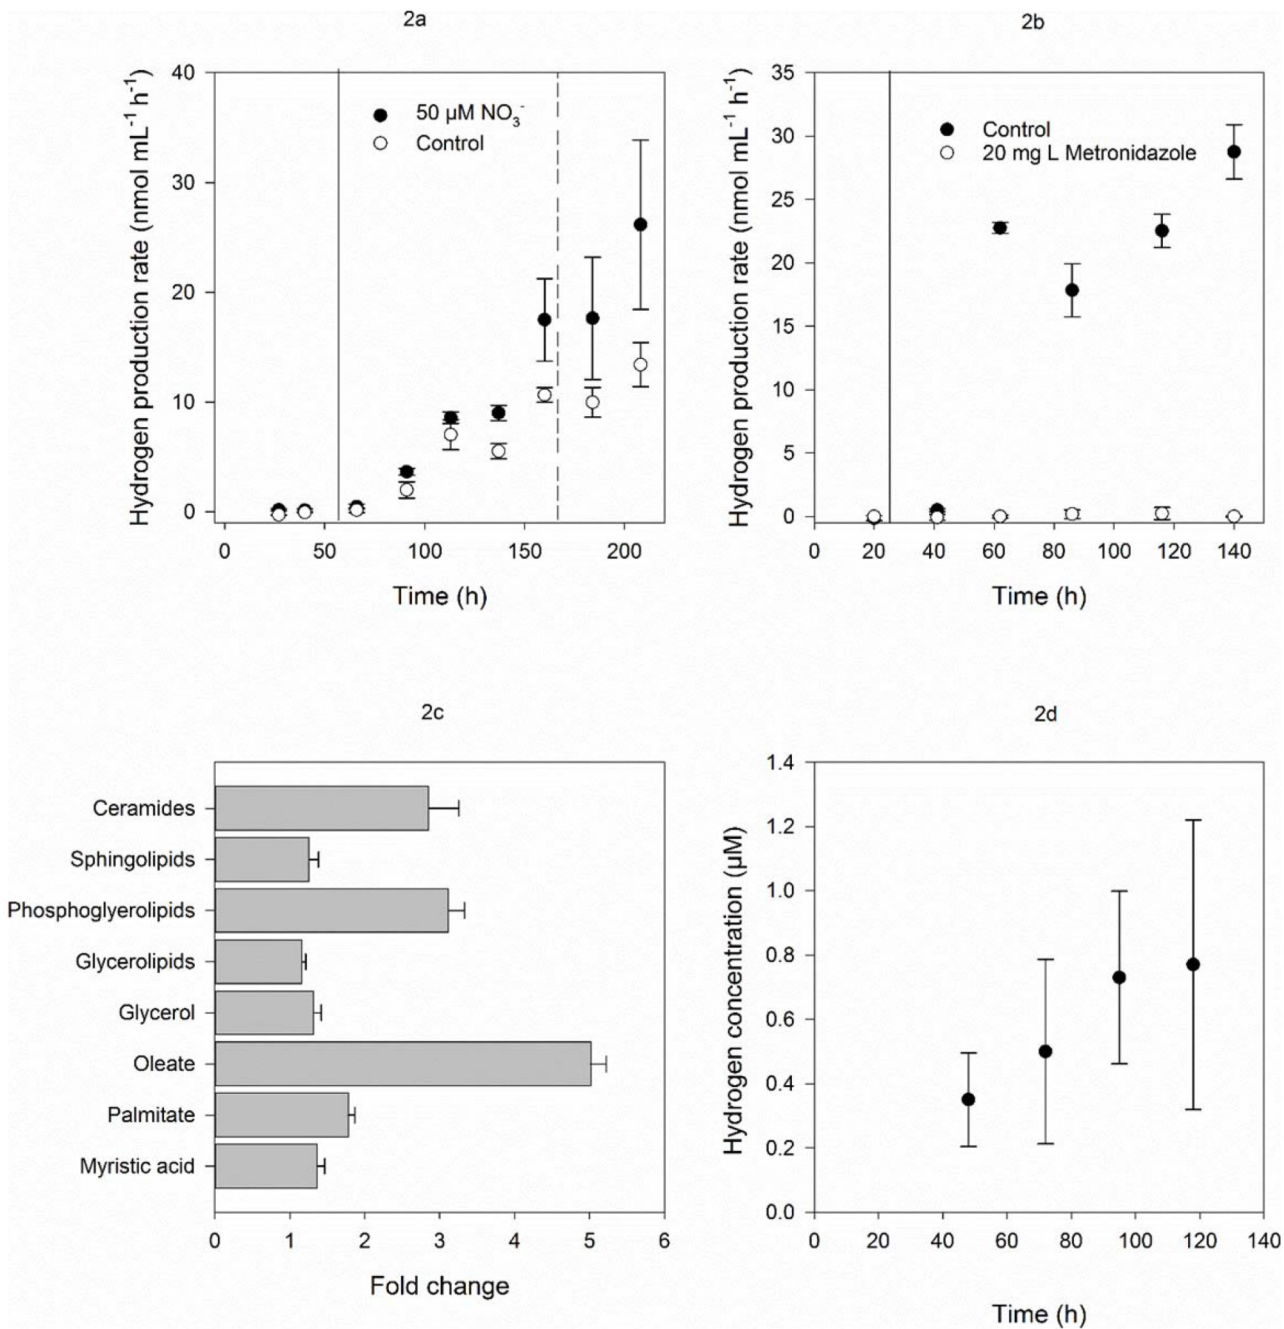 2a
Hydrogen production rate (nmol mL⁻¹ h⁻¹)
40
30
20
10
0
50 µM NO₃⁻
Control
0 50 100 150 200
Time (h)
2b
Hydrogen production rate (nmol mL⁻¹ h⁻¹)
35
30
25
20
15
10
5
0
Control
20 mg L Metronidazole
0 20 40 60 80 100 120 140
Time (h)
2c
Ceramides
Sphingolipids
Phosphoglyerolipids
Glycerolipids
Glycerol
Oleate
Palmitate
Myristic acid
0 1 2 3 4 5 6
Fold change
2d
Hydrogen concentration (µM)
1.4
1.2
1.0
0.8
0.6
0.4
0.2
0.0
0 20 40 60 80 100 120 140
Time (h)